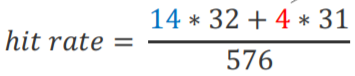 hit rate = 14 * 32 + 4 * 31 / 576